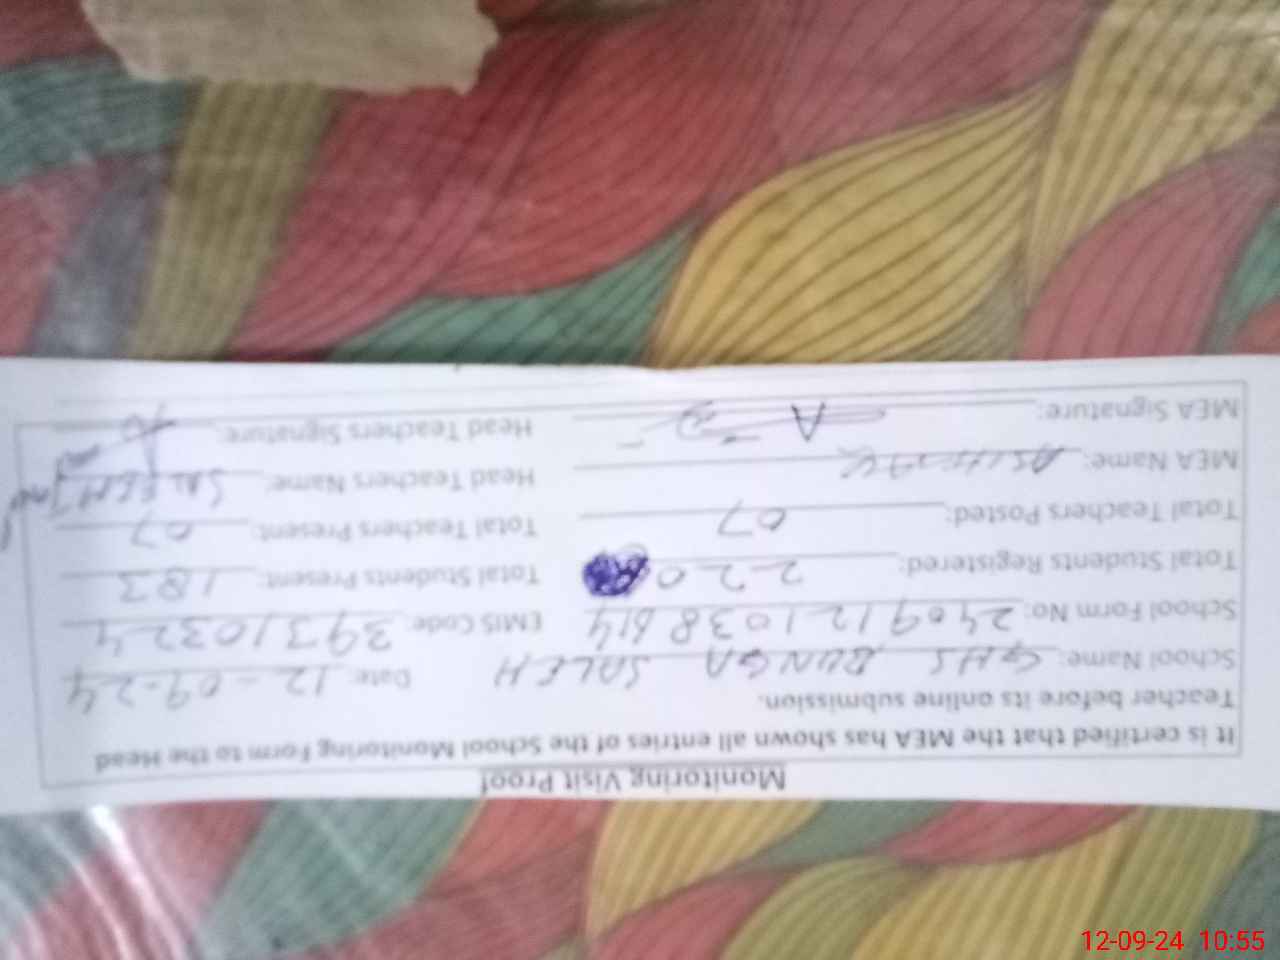 Monitoring Visit Proof
It is certified that the MEA has shown all entries of the School Monitoring Form to the Head
Teacher before its online submission.
School Name: GHS BUNGA SALEH Date: 12-09-24
School Form No: 240912103864 EMIS Code: 393103224
Total Students Registered: 220 Total Students Present: 183
Total Teachers Posted: 07 Total Teachers Present: 07
MEA Name: Head Teachers Name: SALEEM
MEA Signature: Head Teachers Signature:
12-09-24 10:55